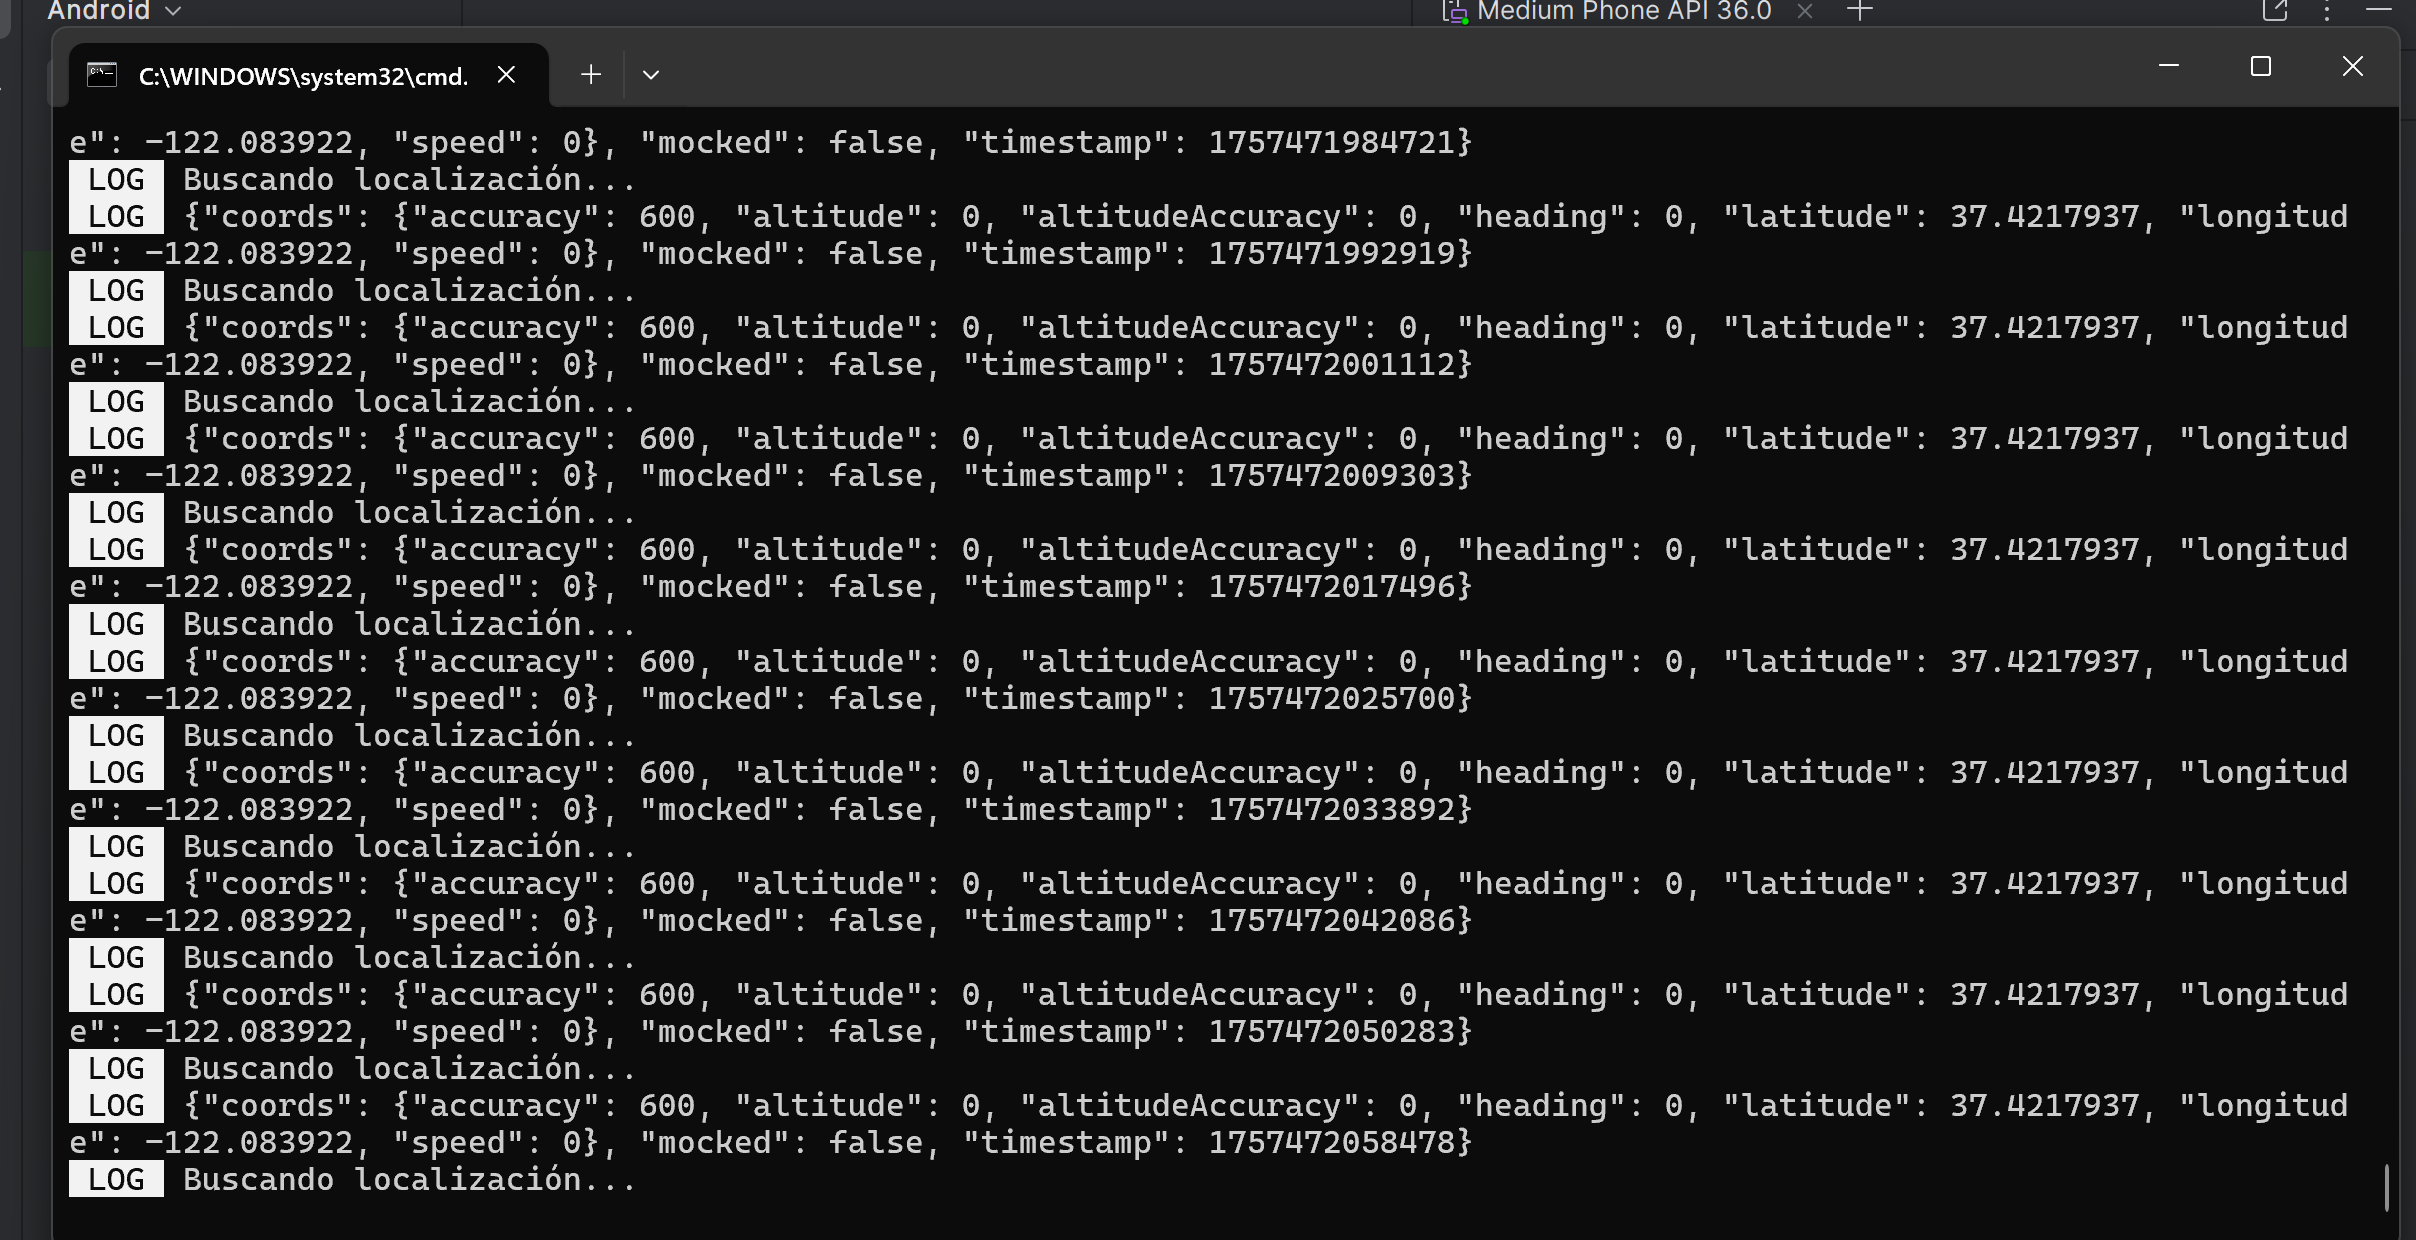 Android
Medium Phone API 36.0
C:\WINDOWS\system32\cmd.
e": -122.083922, "speed": 0}, "mocked": false, "timestamp": 1757471984721}
LOG Buscando localización...
LOG {"coords": {"accuracy": 600, "altitude": 0, "altitudeAccuracy": 0, "heading": 0, "latitude": 37.4217937, "longitud
e": -122.083922, "speed": 0}, "mocked": false, "timestamp": 1757471992919}
LOG Buscando localización...
LOG {"coords": {"accuracy": 600, "altitude": 0, "altitudeAccuracy": 0, "heading": 0, "latitude": 37.4217937, "longitud
e": -122.083922, "speed": 0}, "mocked": false, "timestamp": 1757472001112}
LOG Buscando localización...
LOG {"coords": {"accuracy": 600, "altitude": 0, "altitudeAccuracy": 0, "heading": 0, "latitude": 37.4217937, "longitud
e": -122.083922, "speed": 0}, "mocked": false, "timestamp": 1757472009303}
LOG Buscando localización...
LOG {"coords": {"accuracy": 600, "altitude": 0, "altitudeAccuracy": 0, "heading": 0, "latitude": 37.4217937, "longitud
e": -122.083922, "speed": 0}, "mocked": false, "timestamp": 1757472017496}
LOG Buscando localización...
LOG {"coords": {"accuracy": 600, "altitude": 0, "altitudeAccuracy": 0, "heading": 0, "latitude": 37.4217937, "longitud
e": -122.083922, "speed": 0}, "mocked": false, "timestamp": 1757472025700}
LOG Buscando localización...
LOG {"coords": {"accuracy": 600, "altitude": 0, "altitudeAccuracy": 0, "heading": 0, "latitude": 37.4217937, "longitud
e": -122.083922, "speed": 0}, "mocked": false, "timestamp": 1757472033892}
LOG Buscando localización...
LOG {"coords": {"accuracy": 600, "altitude": 0, "altitudeAccuracy": 0, "heading": 0, "latitude": 37.4217937, "longitud
e": -122.083922, "speed": 0}, "mocked": false, "timestamp": 1757472042086}
LOG Buscando localización...
LOG {"coords": {"accuracy": 600, "altitude": 0, "altitudeAccuracy": 0, "heading": 0, "latitude": 37.4217937, "longitud
e": -122.083922, "speed": 0}, "mocked": false, "timestamp": 1757472050283}
LOG Buscando localización...
LOG {"coords": {"accuracy": 600, "altitude": 0, "altitudeAccuracy": 0, "heading": 0, "latitude": 37.4217937, "longitud
e": -122.083922, "speed": 0}, "mocked": false, "timestamp": 1757472058478}
LOG Buscando localización...